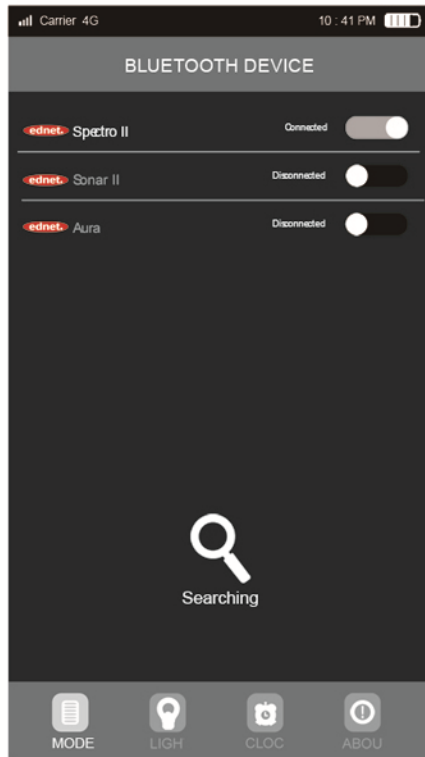 Carrier 4G 10 : 41 PM
BLUETOOTH DEVICE
ednet. Spectro II Connected
ednet. Sonar II Disconnected
ednet. Aura Disconnected
Searching
MODE LIGH CLOC ABOU